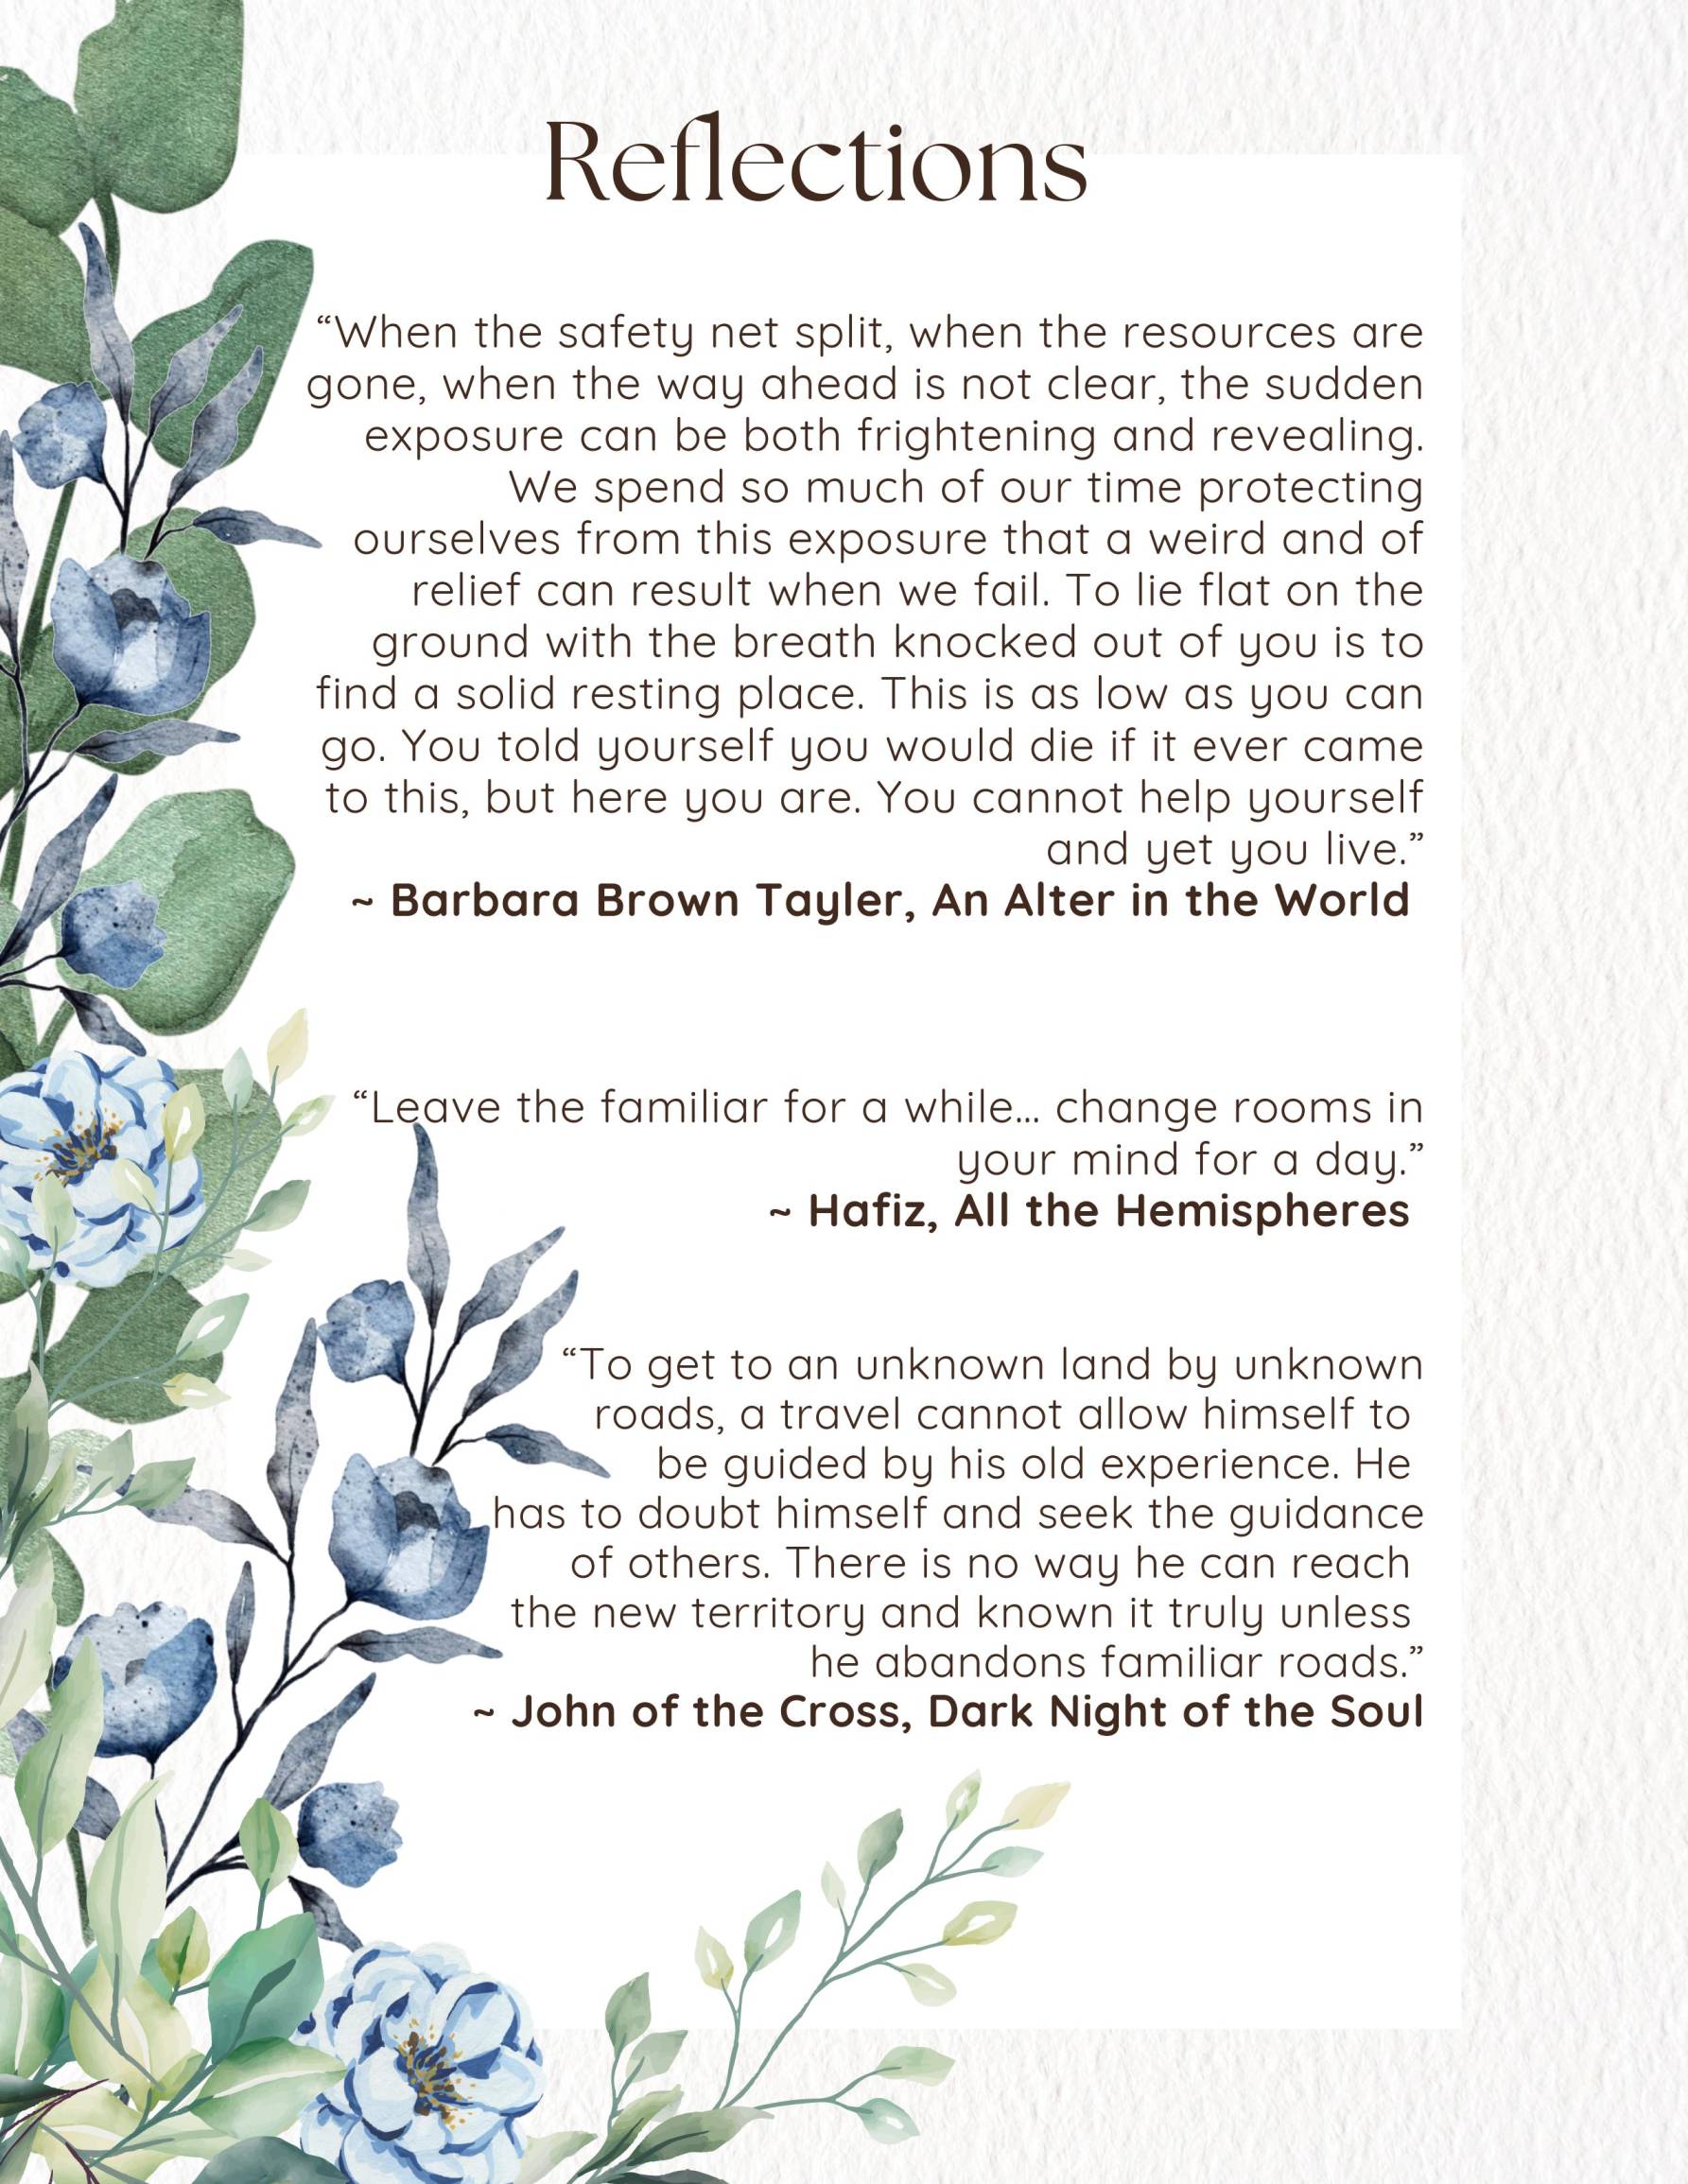 Reflections
“When the safety net split, when the resources are
gone, when the way ahead is not clear, the sudden
exposure can be both frightening and revealing.
We spend so much of our time protecting
ourselves from this exposure that a weird and of
relief can result when we fail. To lie flat on the
ground with the breath knocked out of you is to
find a solid resting place. This is as low as you can
go. You told yourself you would die if it ever came
to this, but here you are. You cannot help yourself
and yet you live.”
~ Barbara Brown Tayler, An Alter in the World
“Leave the familiar for a while... change rooms in
your mind for a day.”
~ Hafiz, All the Hemispheres
“To get to an unknown land by unknown
roads, a travel cannot allow himself to
be guided by his old experience. He
has to doubt himself and seek the guidance
of others. There is no way he can reach
the new territory and known it truly unless
he abandons familiar roads.”
~ John of the Cross, Dark Night of the Soul